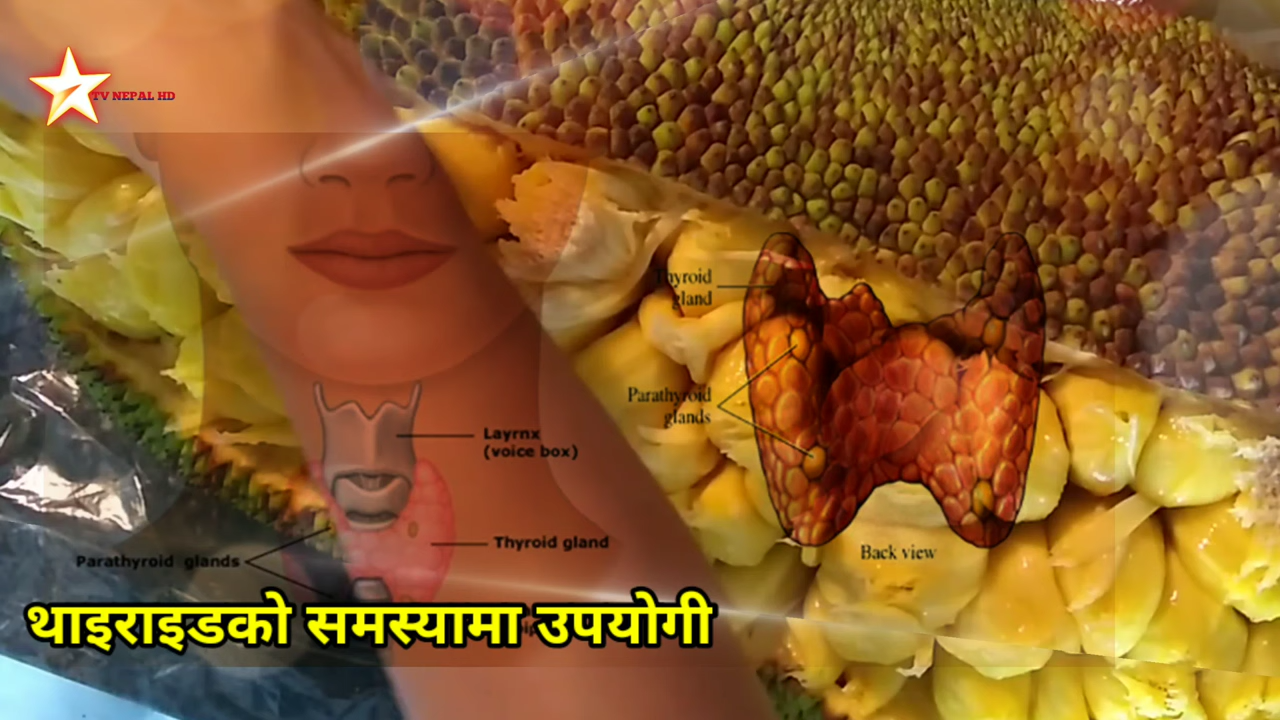 TV NEPAL HD
Thyroid
gland
Parathyroid
glands
Layrnx
(voice box)
Thyroid gland
Parathyroid glands
Back view
थाइराइडको समस्यामा उपयोगी